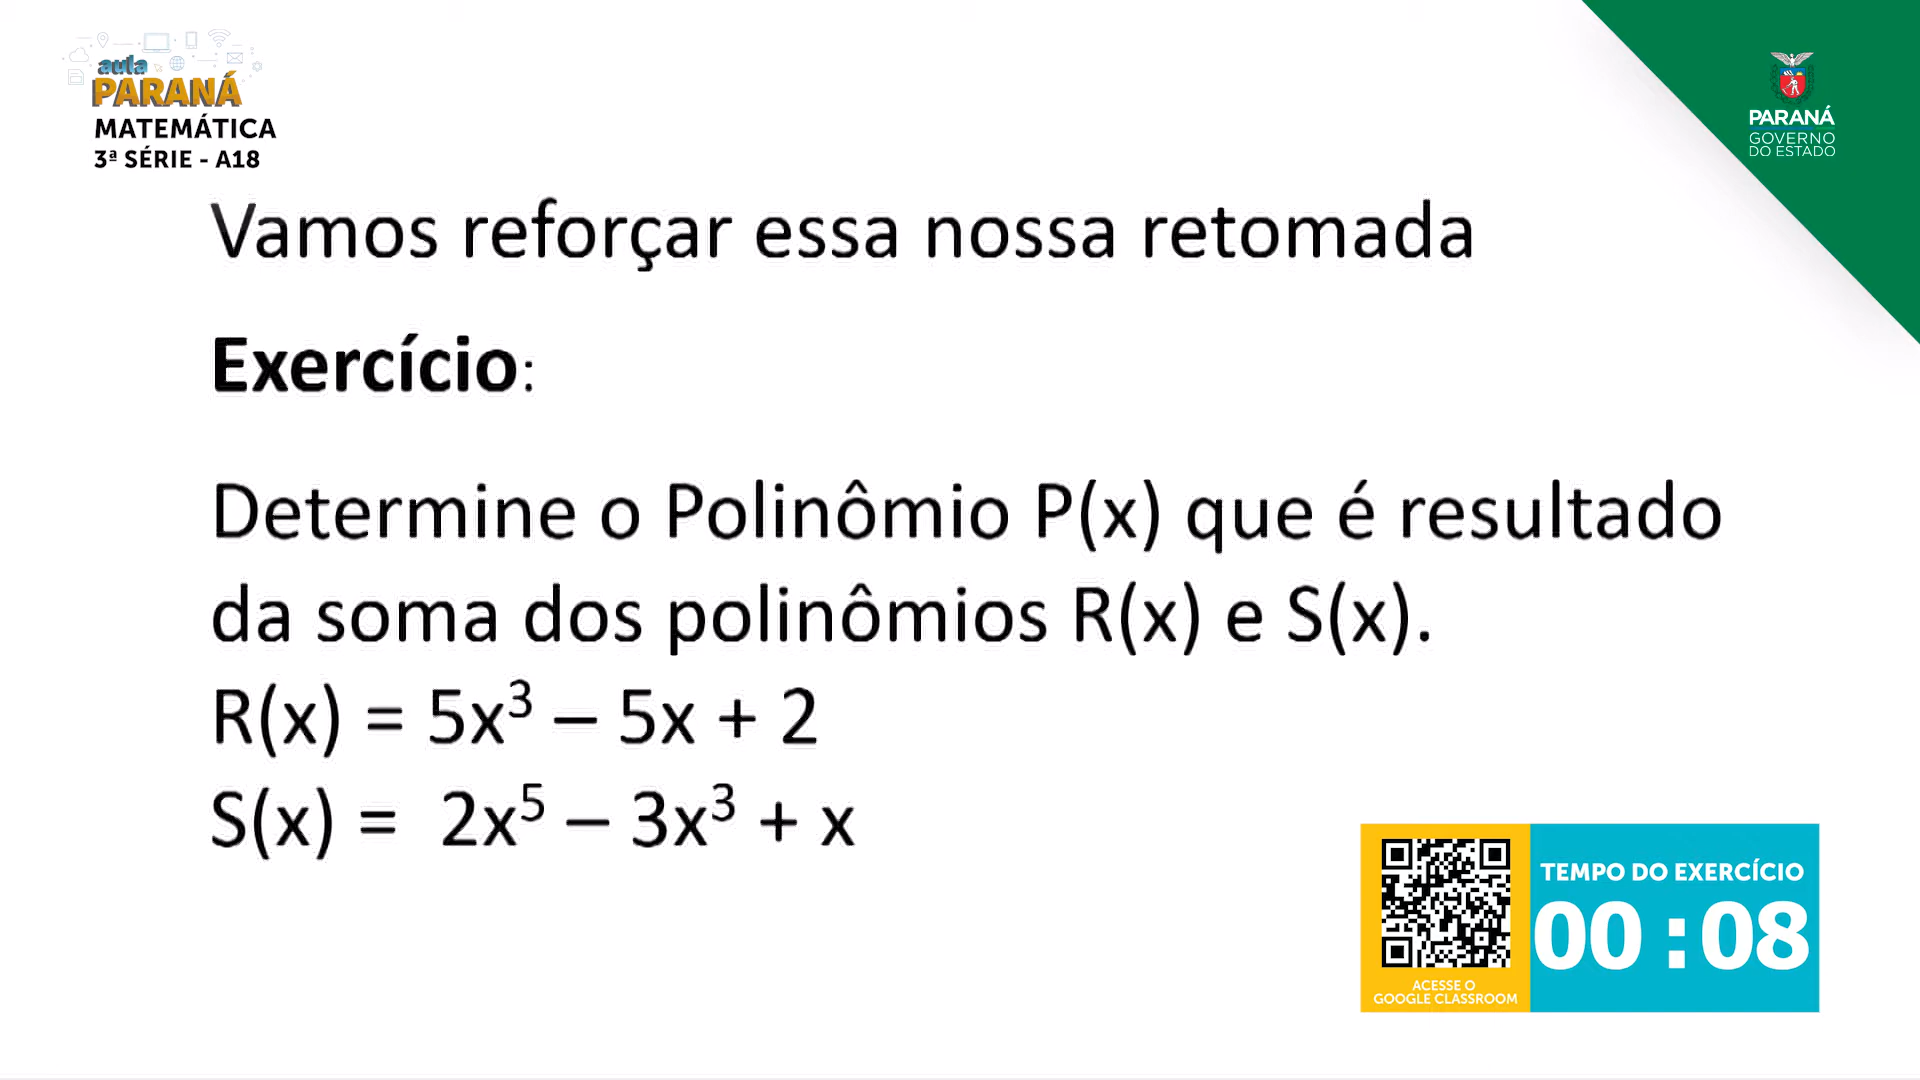 aula
PARANÁ
MATEMÁTICA
3ª SÉRIE - A18
PARANÁ
GOVERNO
DO ESTADO
Vamos reforçar essa nossa retomada
Exercício:
Determine o Polinômio P(x) que é resultado
da soma dos polinômios R(x) e S(x).
R(x) = 5x³ – 5x + 2
S(x) = 2x⁵ – 3x³ + x
TEMPO DO EXERCÍCIO
00 : 08
ACESSE O
GOOGLE CLASSROOM